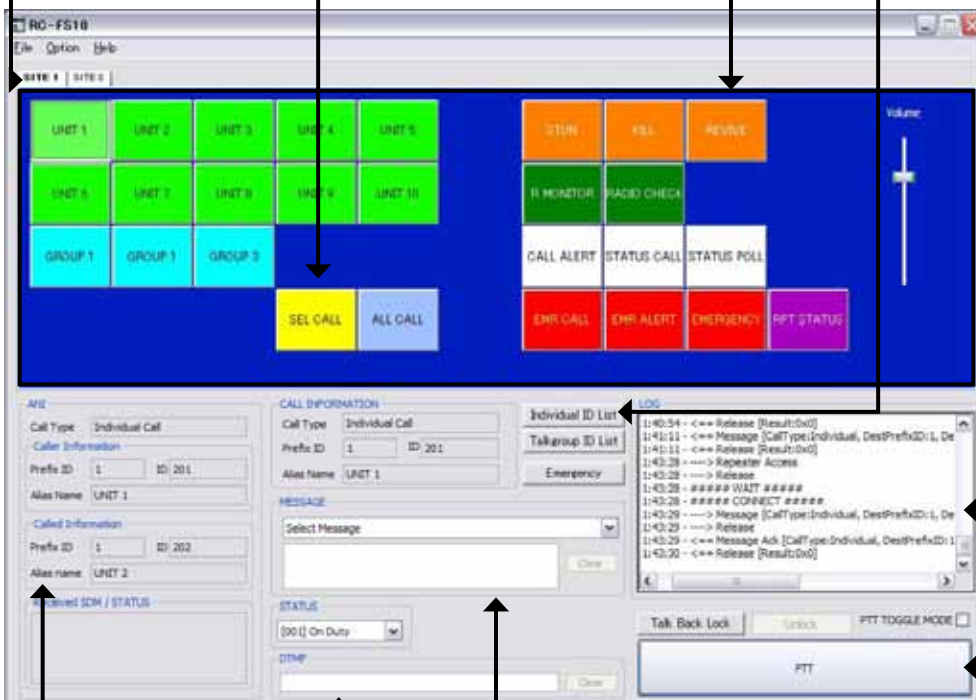 RC-FS10
File Option Help
SITE 1 SITE 2
UNIT 1 UNIT 2 UNIT 3 UNIT 4 UNIT 5
STUN KILL REVIVE
Volume
UNIT 6 UNIT 7 UNIT 8 UNIT 9 UNIT 10
R MONITOR RADIO CHECK
GROUP 1 GROUP 1 GROUP 3
CALL ALERT STATUS CALL STATUS POLL
SEL CALL ALL CALL
EMR CALL EMR ALERT EMERGENCY RPT STATUS
ANI
Call Type Individual Call
Caller Information
Prefix ID 1 ID 201
Alias Name UNIT 1
Called Information
Prefix ID 1 ID 202
Alias name UNIT 2
Received SDM / STATUS
CALL INFORMATION
Call Type Individual Call
Prefix ID 1 ID 201
Alias Name UNIT 1
MESSAGE
Select Message
Clear
STATUS
[001] On Duty
DTMF
Clear
Individual ID List
Talkgroup ID List
Emergency
LOG
1:40:54 - <== Release [Result:0x0]
1:41:11 - <== Message [CallType:Individual, DestPrefixID:1, De
1:41:11 - <== Release [Result:0x0]
1:43:28 - ----> Repeater Access
1:43:28 - ----> Release
1:43:28 - ##### WAIT #####
1:43:28 - ##### CONNECT #####
1:43:29 - ----> Message [CallType:Individual, DestPrefixID:1, De
1:43:29 - ----> Release
1:43:29 - <== Message Ack [CallType:Individual, DestPrefixID:1
1:43:30 - <== Release [Result:0x0]
Talk Back Lock Unlock PTT TOGGLE MODE
PTT